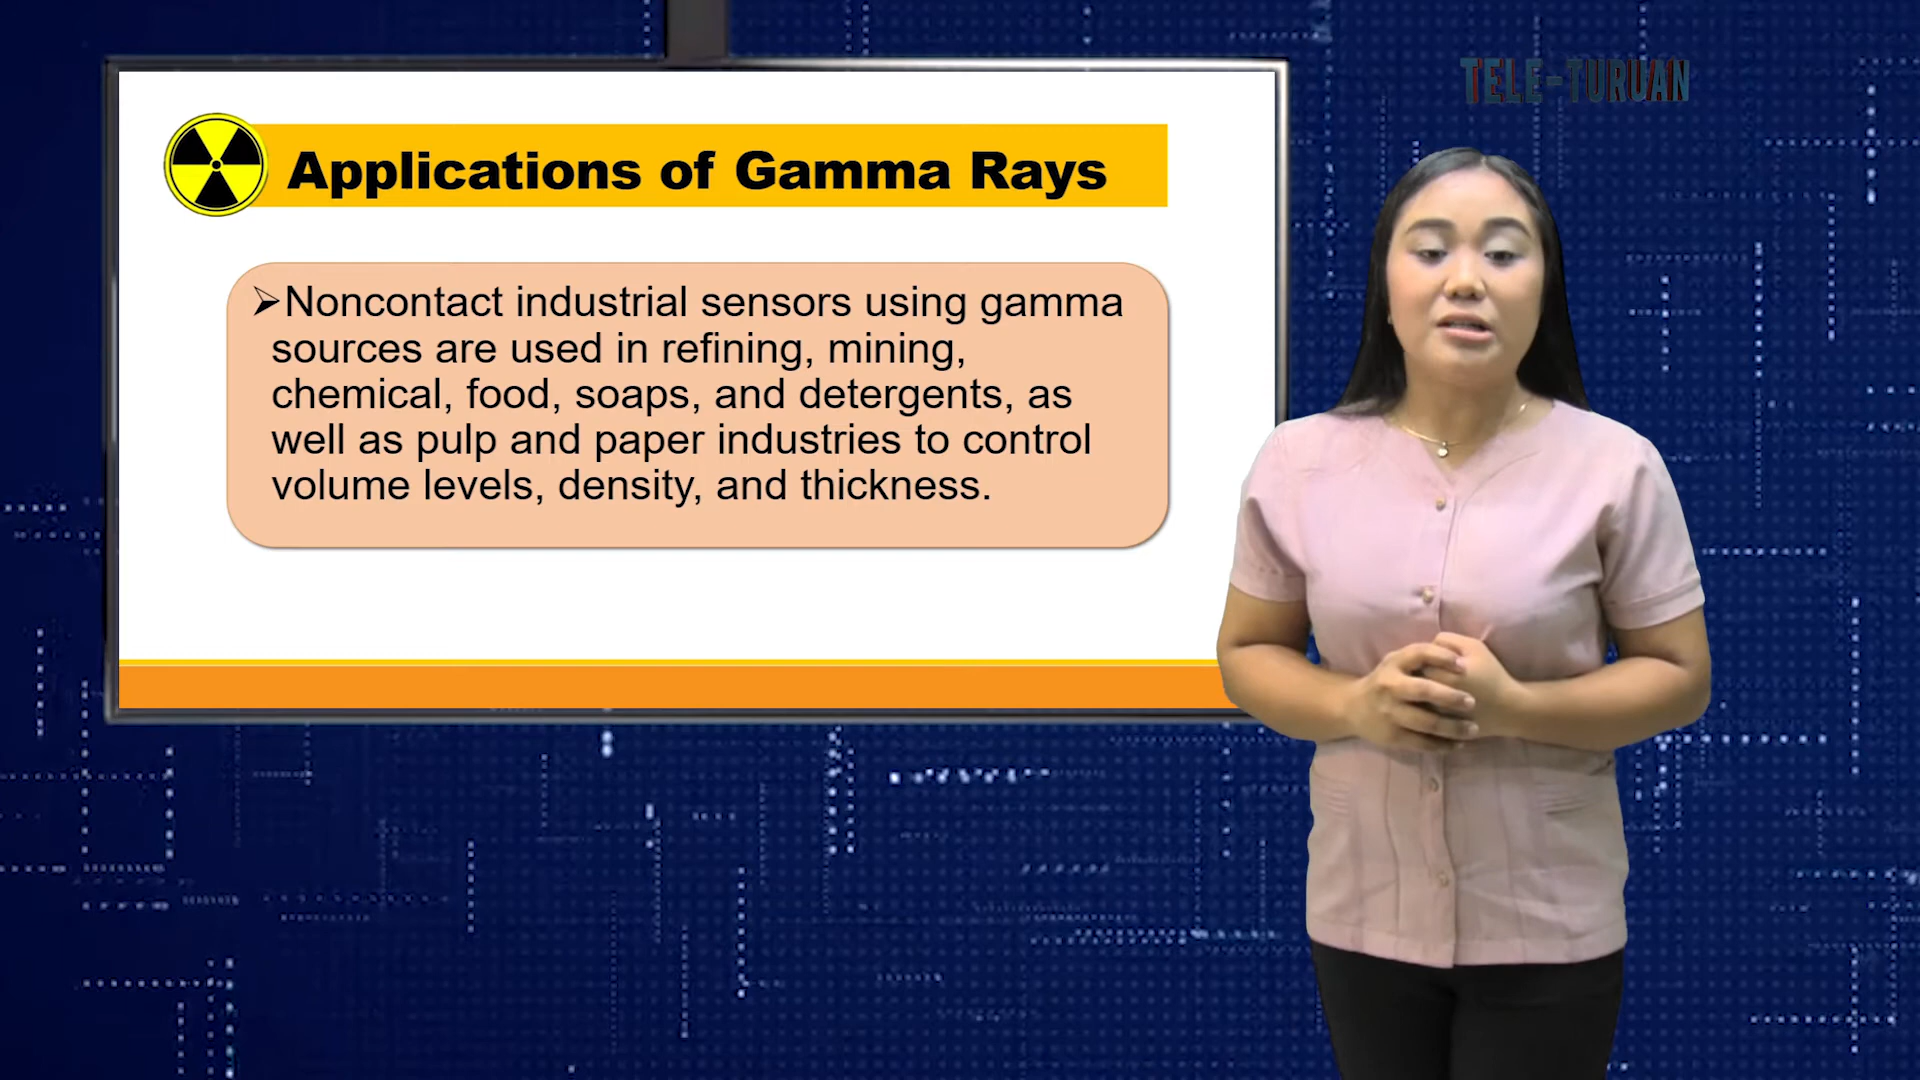 TELE-TURUAN
Applications of Gamma Rays
➢Noncontact industrial sensors using gamma
sources are used in refining, mining,
chemical, food, soaps, and detergents, as
well as pulp and paper industries to control
volume levels, density, and thickness.